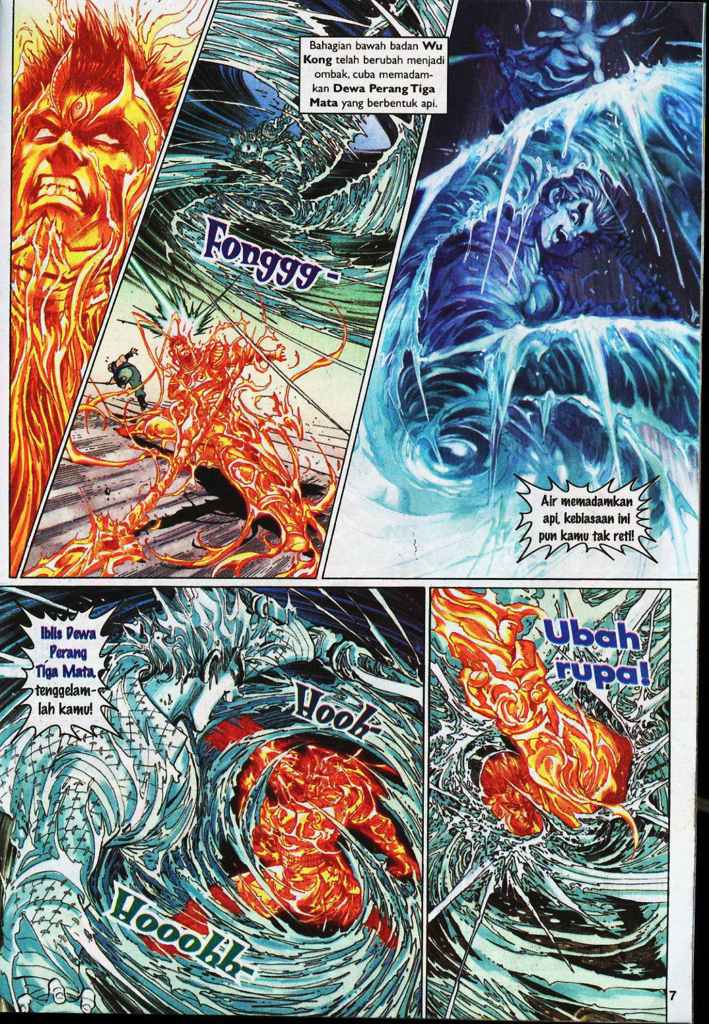 Bahagian bawah badan Wu
Kong telah berubah menjadi
ombak, cuba memadam-
kan Dewa Perang Tiga
Mata yang berbentuk api.
Fonggg-
Air memadamkan
api, kebiasaan ini
pun kamu tak reti!
Iblis Dewa
Perang
Tiga Mata,
tenggelam-
lah kamu!
Hooh-
Hooohh-
Ubah
rupa!
7